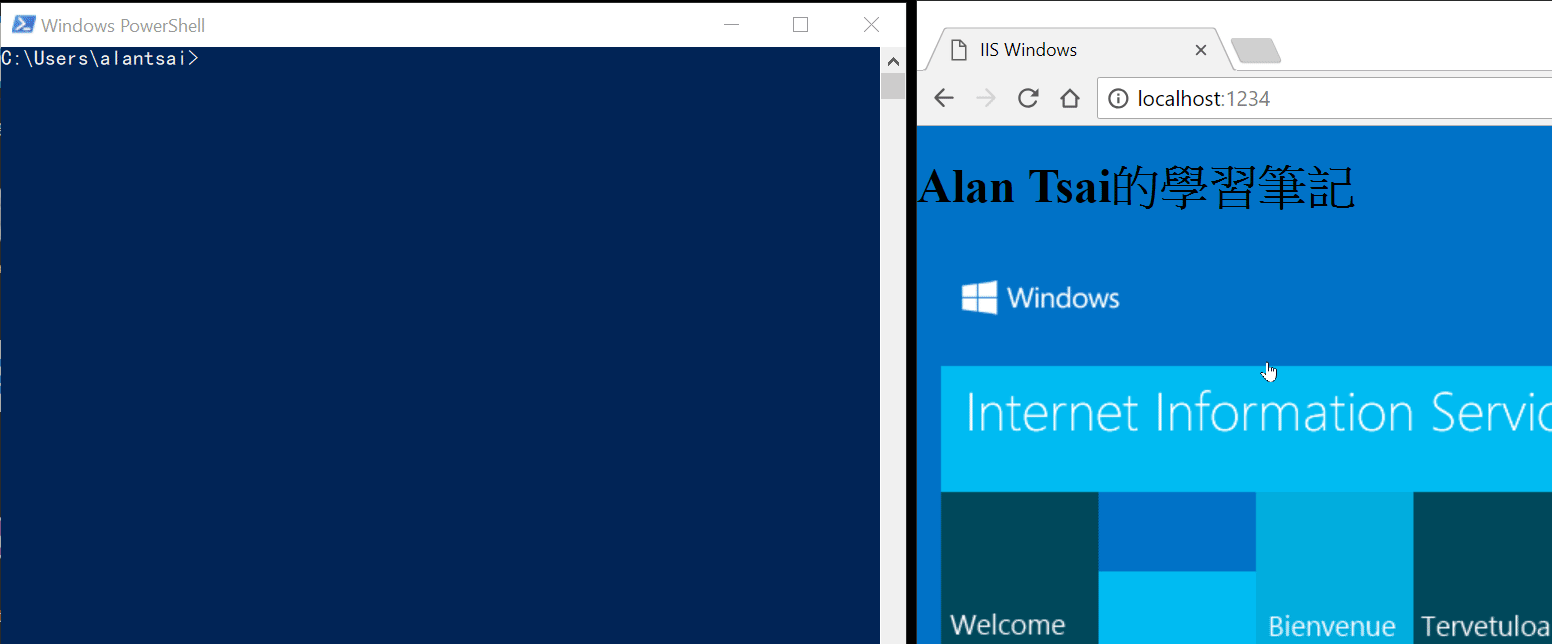 Windows PowerShell
C:\Users\alantsai>
IIS Windows
localhost:1234
Alan Tsai的學習筆記
Windows
Internet Information Servic
Welcome
Bienvenue
Tervetuloa